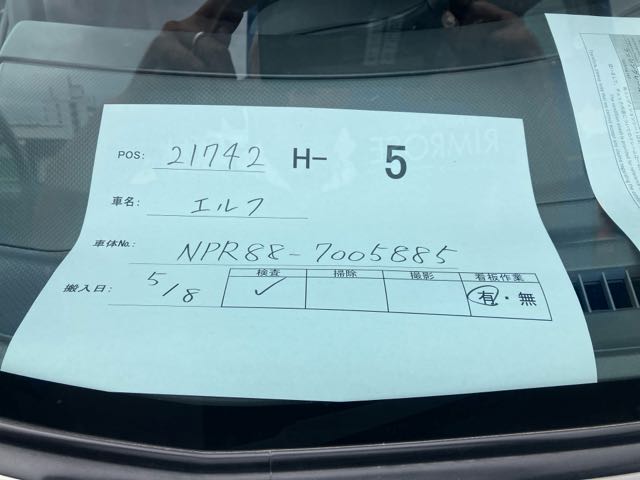 POS: 21742 H- 5
車名: エルフ
車体No.: NPR88-7005885
搬入日: 5/8
検査 掃除 撮影 看板作業
✓ 有・無
RIMROSE